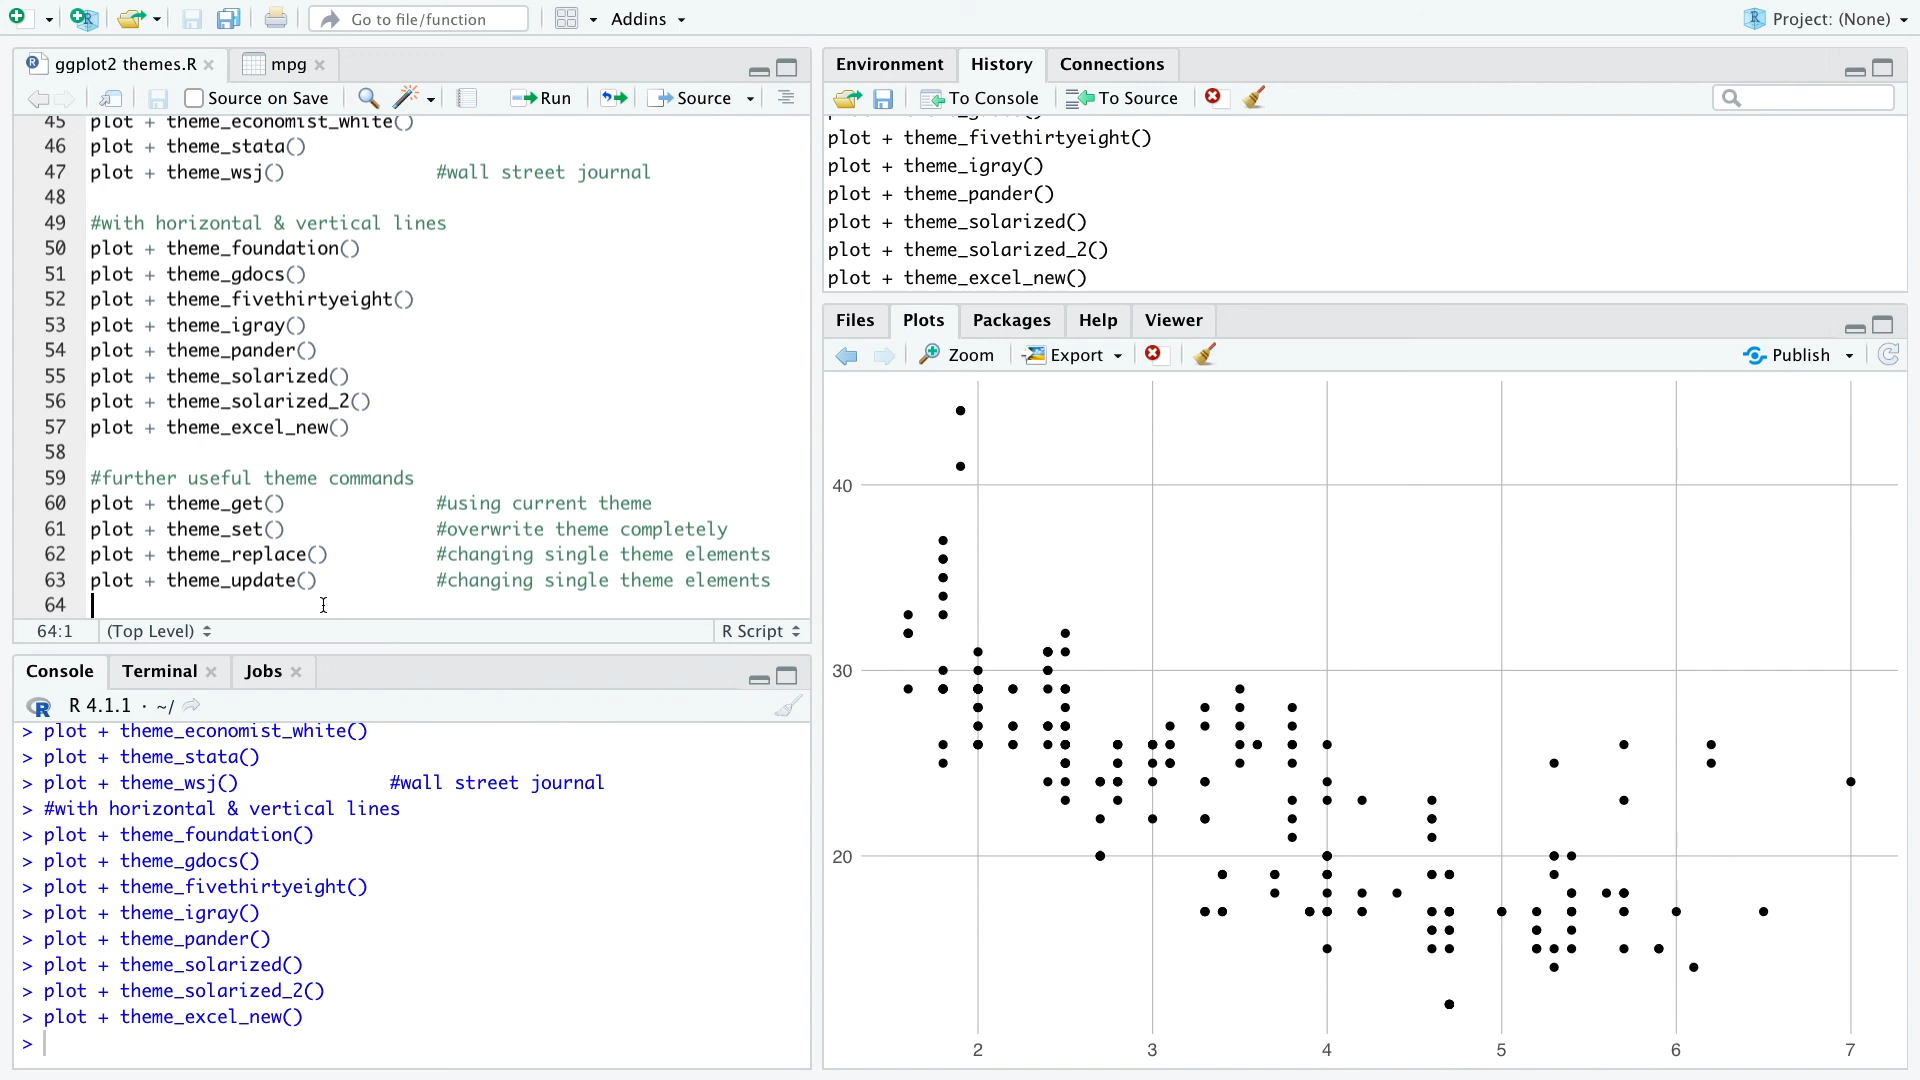 Go to file/function
Addins
Project: (None)
ggplot2 themes.R
mpg
Source on Save
Run
Source
45 plot + theme_economist_white()
46 plot + theme_stata()
47 plot + theme_wsj() #wall street journal
48
49 #with horizontal & vertical lines
50 plot + theme_foundation()
51 plot + theme_gdocs()
52 plot + theme_fivethirtyeight()
53 plot + theme_igray()
54 plot + theme_pander()
55 plot + theme_solarized()
56 plot + theme_solarized_2()
57 plot + theme_excel_new()
58
59 #further useful theme commands
60 plot + theme_get() #using current theme
61 plot + theme_set() #overwrite theme completely
62 plot + theme_replace() #changing single theme elements
63 plot + theme_update() #changing single theme elements
64
64:1 (Top Level) R Script
Console Terminal Jobs
R 4.1.1 · ~/
> plot + theme_economist_white()
> plot + theme_stata()
> plot + theme_wsj() #wall street journal
> #with horizontal & vertical lines
> plot + theme_foundation()
> plot + theme_gdocs()
> plot + theme_fivethirtyeight()
> plot + theme_igray()
> plot + theme_pander()
> plot + theme_solarized()
> plot + theme_solarized_2()
> plot + theme_excel_new()
>
Environment History Connections
To Console To Source
plot + theme_fivethirtyeight()
plot + theme_igray()
plot + theme_pander()
plot + theme_solarized()
plot + theme_solarized_2()
plot + theme_excel_new()
Files Plots Packages Help Viewer
Zoom Export Publish
40
30
20
2 3 4 5 6 7